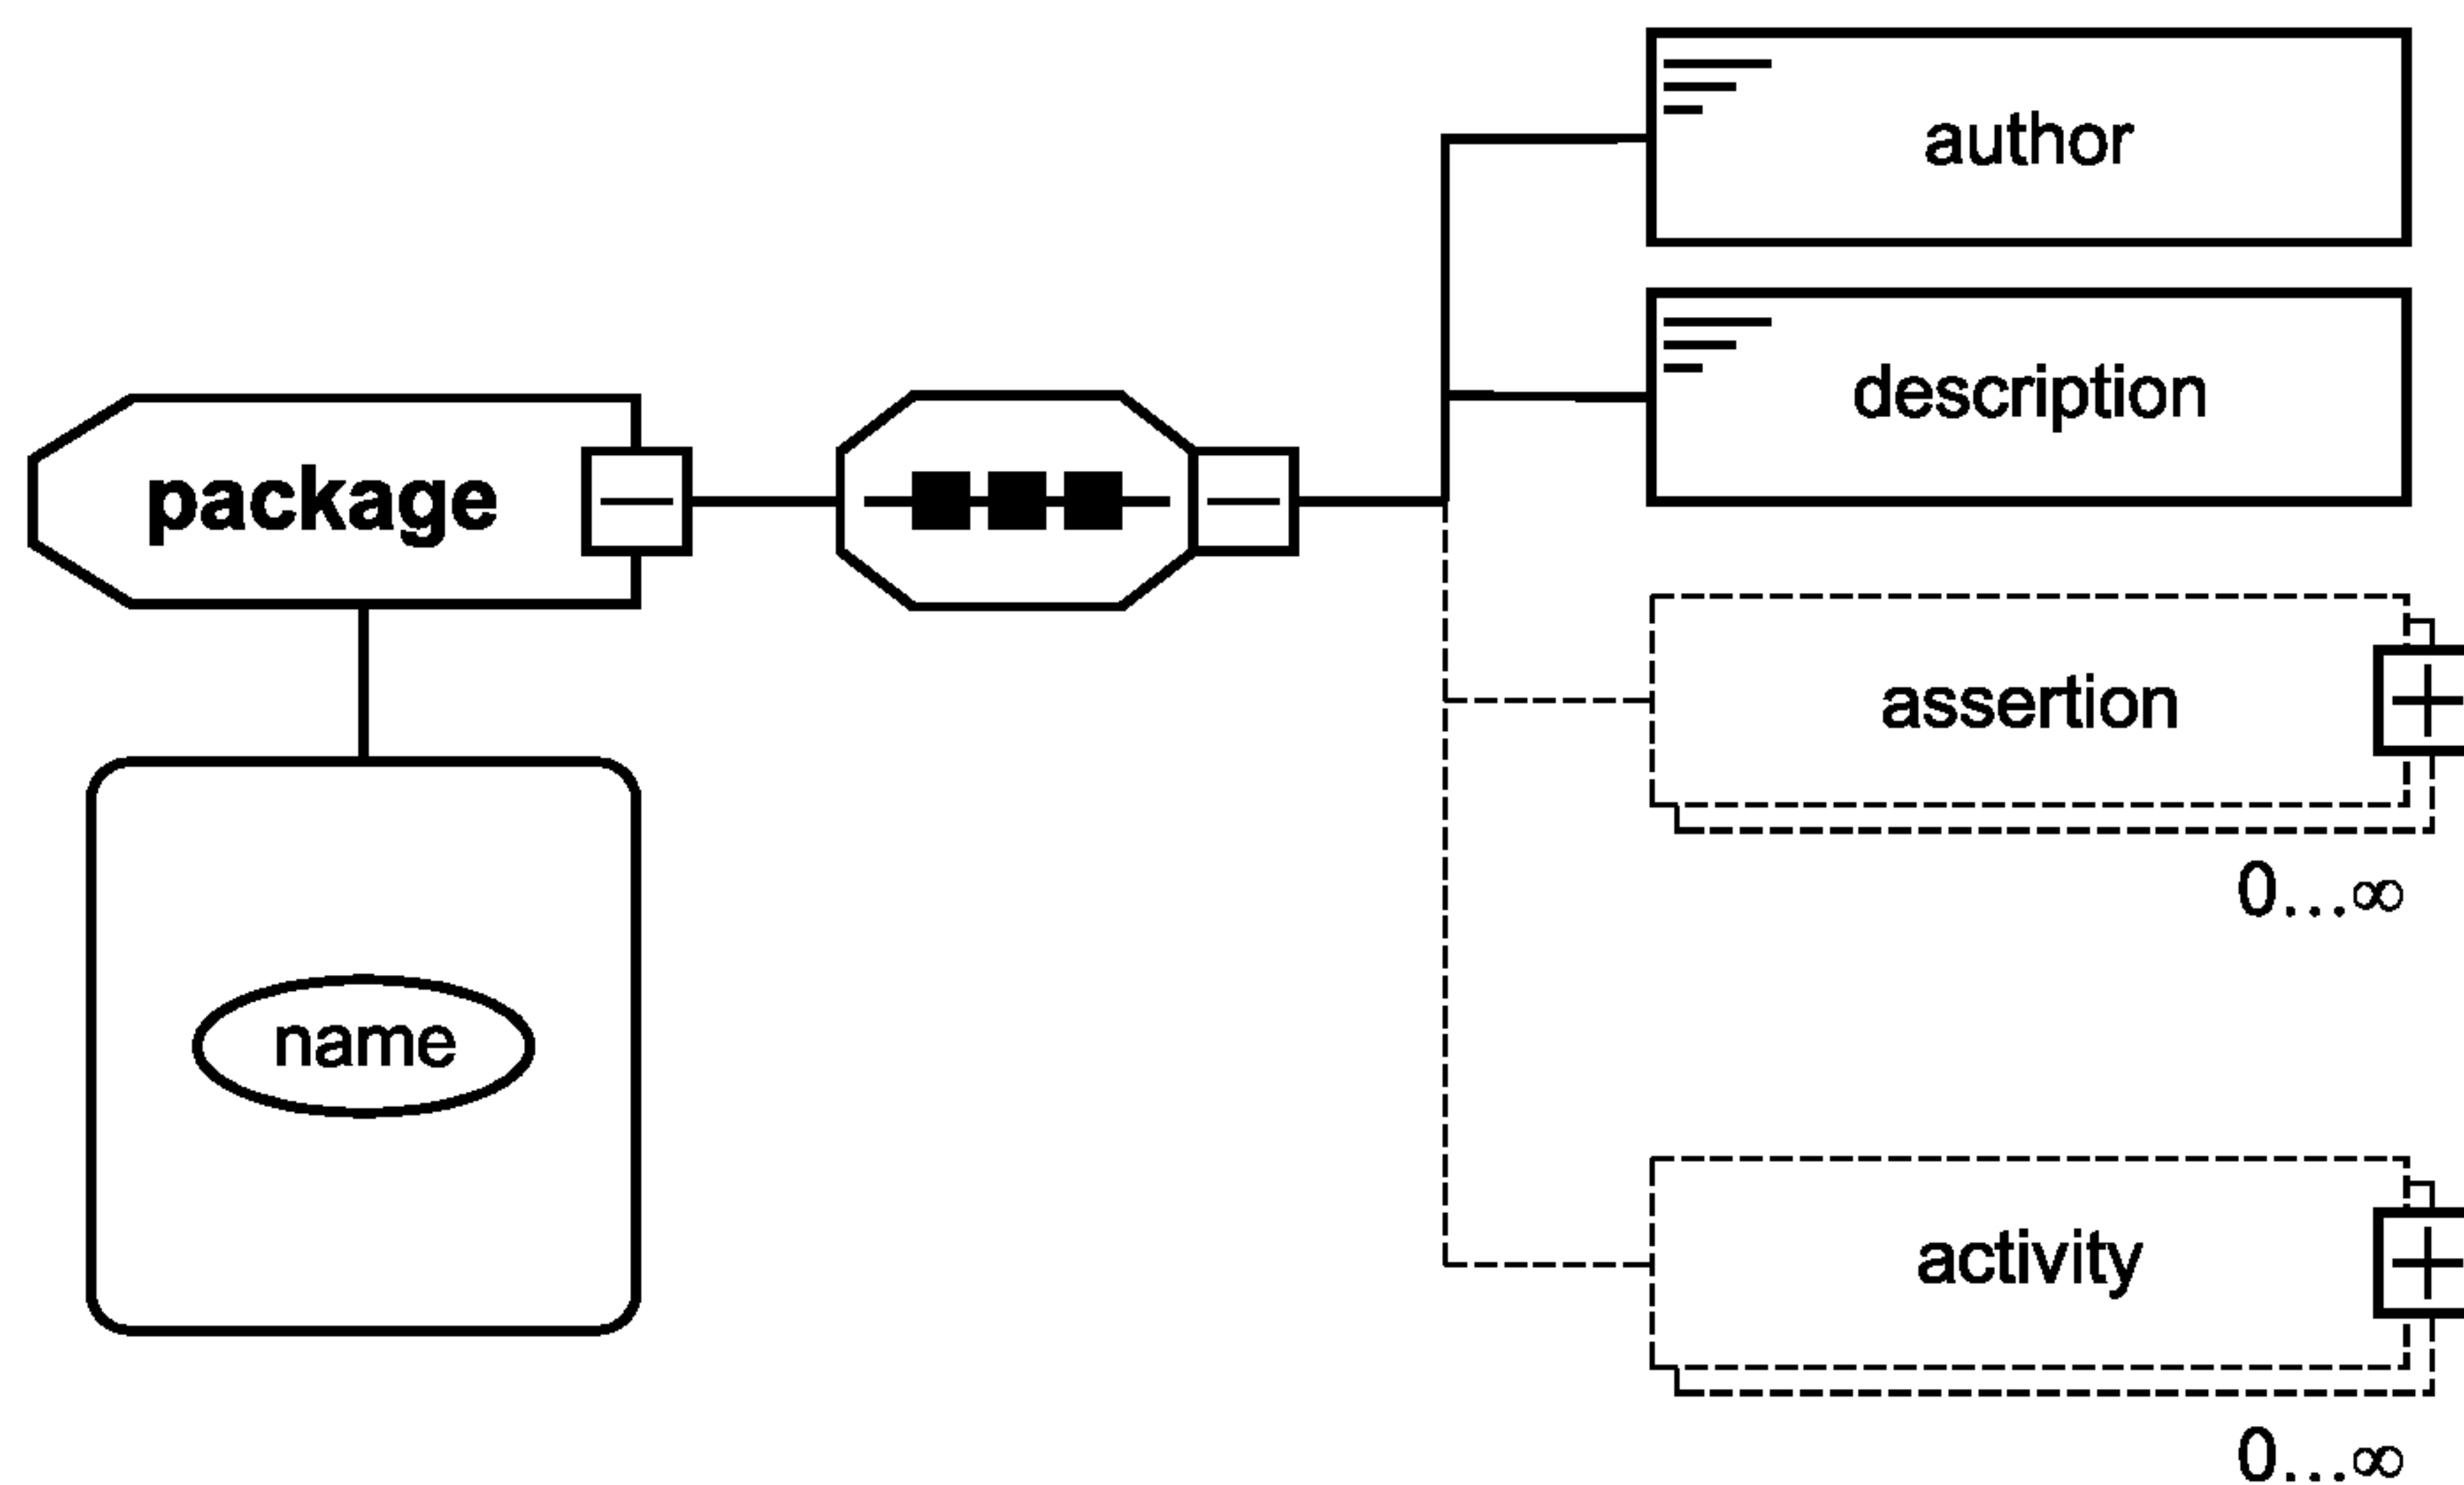 author
description
package
assertion
0...∞
name
activity
0...∞